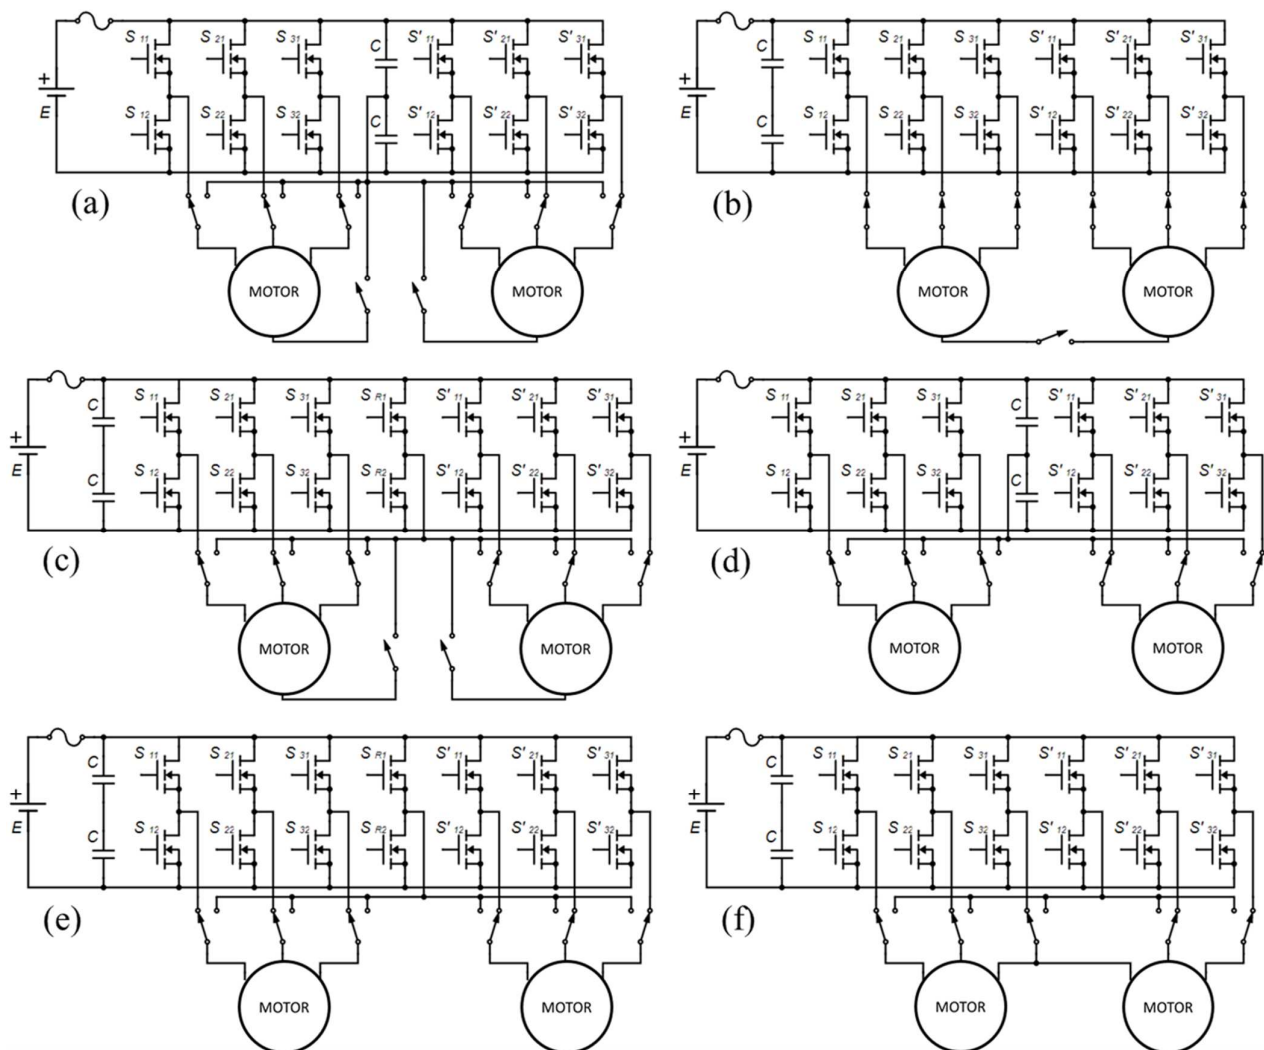 S 11 S 21 S 31 C S' 11 S' 21 S' 31
+
E
S 12 S 22 S 32 C S' 12 S' 22 S' 32
(a)
MOTOR MOTOR
C S 11 S 21 S 31 S' 11 S' 21 S' 31
+
E
C S 12 S 22 S 32 S' 12 S' 22 S' 32
(b)
MOTOR MOTOR
C S 11 S 21 S 31 S R1 S' 11 S' 21 S' 31
+
E
C S 12 S 22 S 32 S R2 S' 12 S' 22 S' 32
(c)
MOTOR MOTOR
S 11 S 21 S 31 C S' 11 S' 21 S' 31
+
E
S 12 S 22 S 32 C S' 12 S' 22 S' 32
(d)
MOTOR MOTOR
C S 11 S 21 S 31 S R1 S' 11 S' 21 S' 31
+
E
C S 12 S 22 S 32 S R2 S' 12 S' 22 S' 32
(e)
MOTOR MOTOR
C S 11 S 21 S 31 S' 11 S' 21 S' 31
+
E
C S 12 S 22 S 32 S' 12 S' 22 S' 32
(f)
MOTOR MOTOR